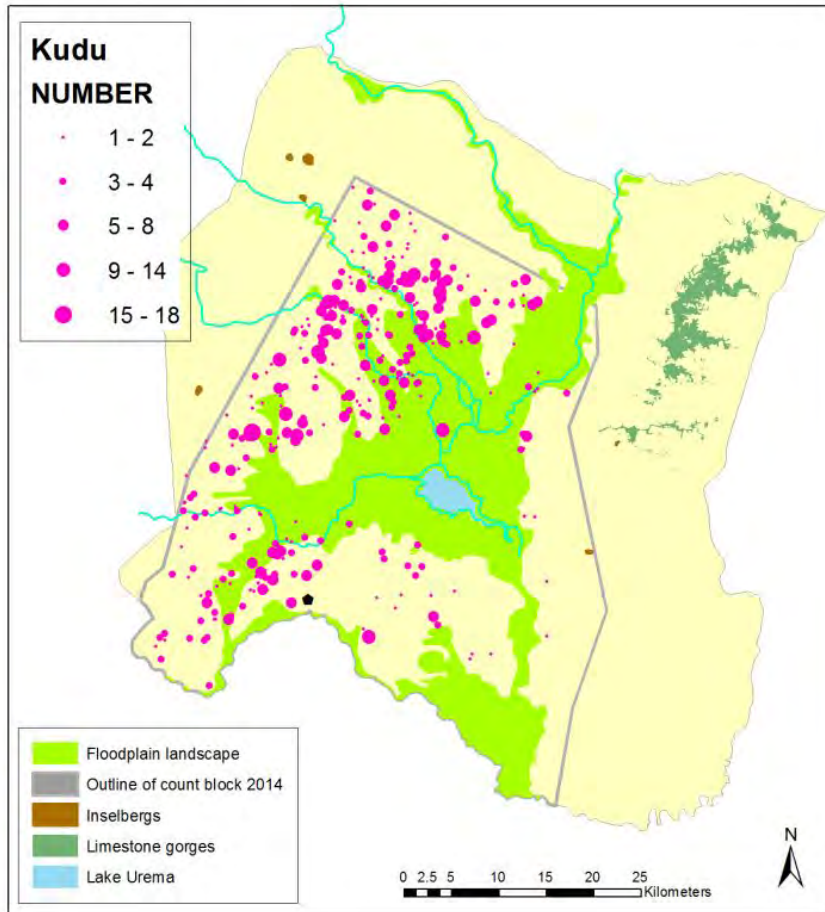 Kudu
NUMBER
1 - 2
3 - 4
5 - 8
9 - 14
15 - 18
Floodplain landscape
Outline of count block 2014
Inselbergs
Limestone gorges
Lake Urema
N
0 2.5 5 10 15 20 25
Kilometers